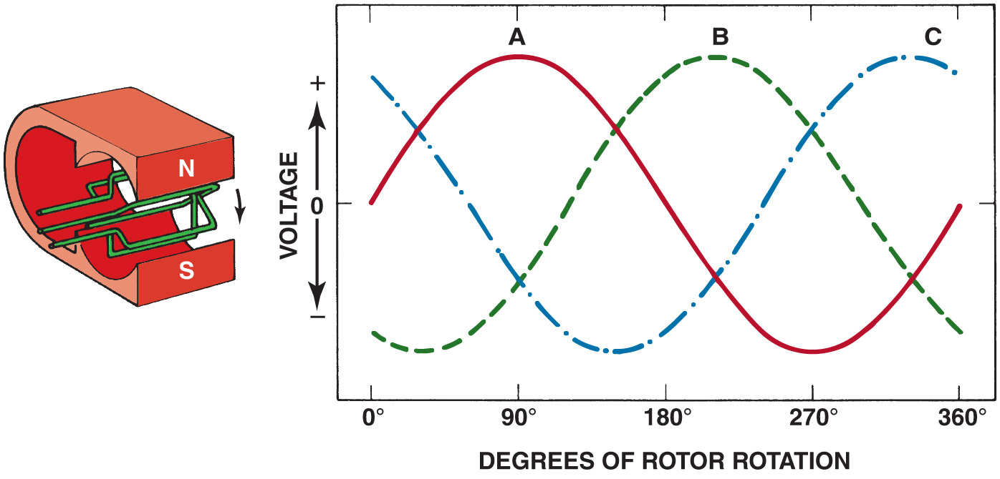 N
S
A B C
+
VOLTAGE
0
−
0° 90° 180° 270° 360°
DEGREES OF ROTOR ROTATION